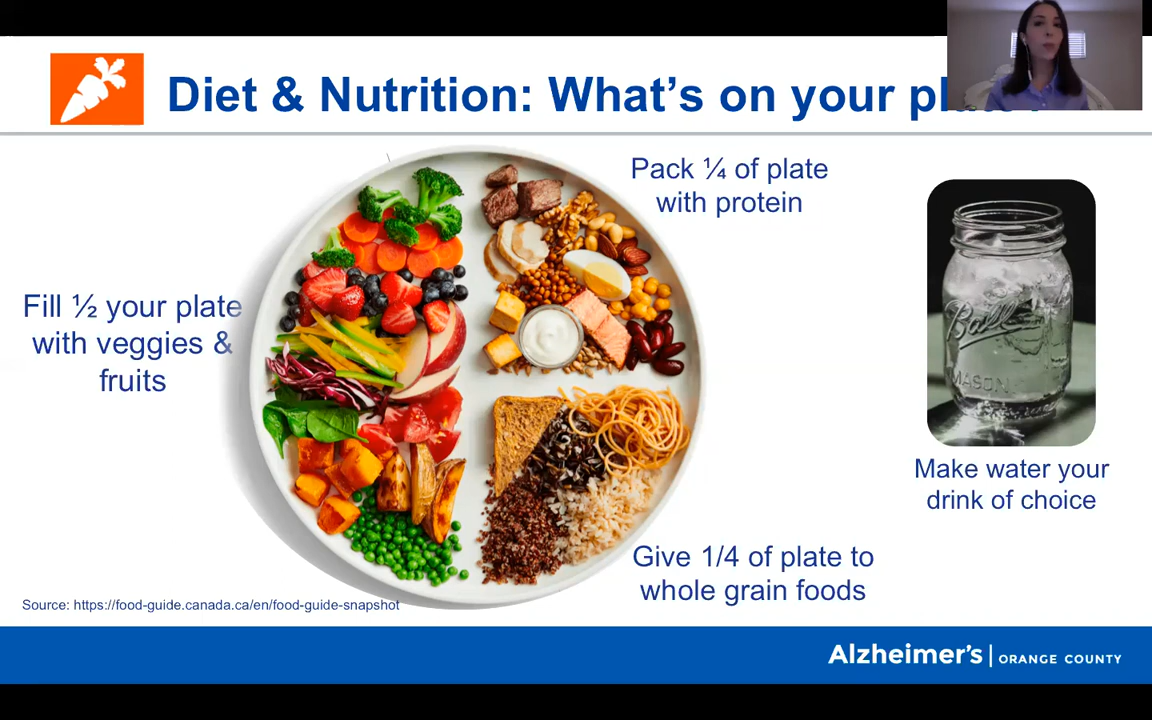 Diet & Nutrition: What's on your
Pack ¼ of plate
with protein
Fill ½ your plate
with veggies &
fruits
Ball
MASON
Make water your
drink of choice
Give 1/4 of plate to
whole grain foods
Source: https://food-guide.canada.ca/en/food-guide-snapshot
Alzheimer's | ORANGE COUNTY